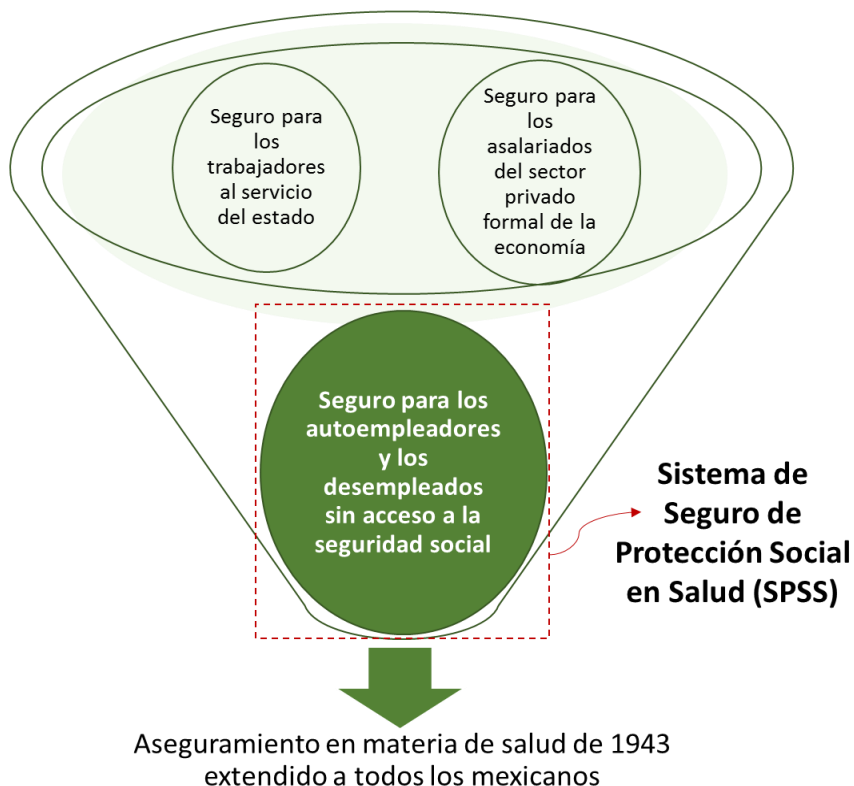 Seguro para
los
trabajadores
al servicio
del estado
Seguro para
los
asalariados
del sector
privado
formal de la
economía
Seguro para los
autoempleadores
y los
desempleados
sin acceso a la
seguridad social
Sistema de
Seguro de
Protección Social
en Salud (SPSS)
Aseguramiento en materia de salud de 1943
extendido a todos los mexicanos